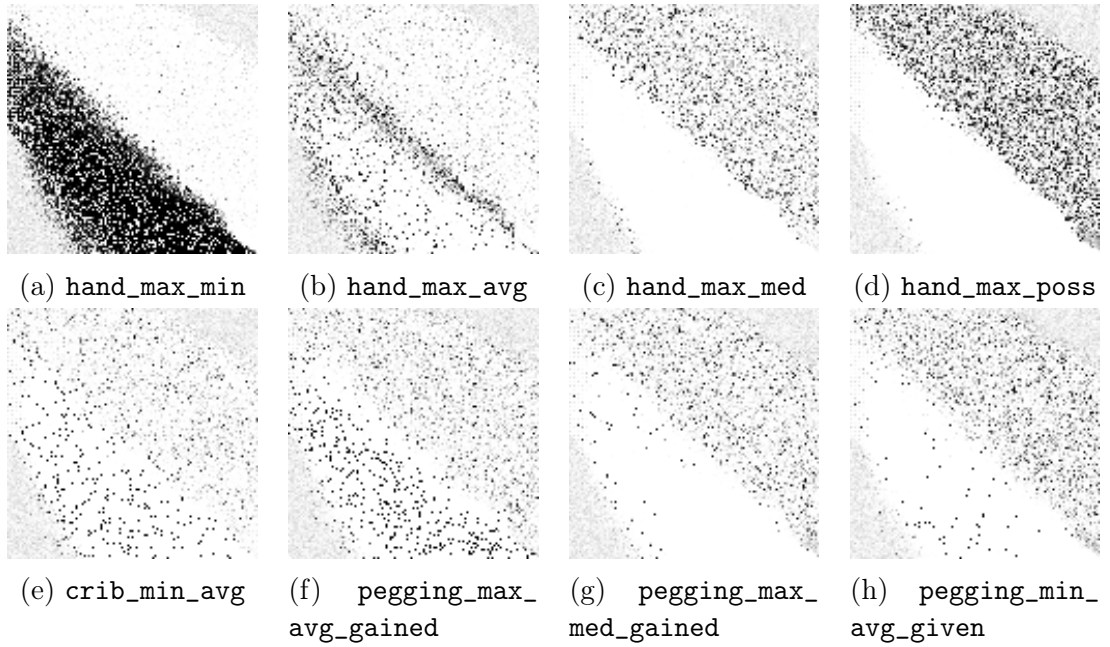 (a) hand_max_min (b) hand_max_avg (c) hand_max_med (d) hand_max_poss
(e) crib_min_avg (f) pegging_max_ (g) pegging_max_ (h) pegging_min_
avg_gained med_gained avg_given